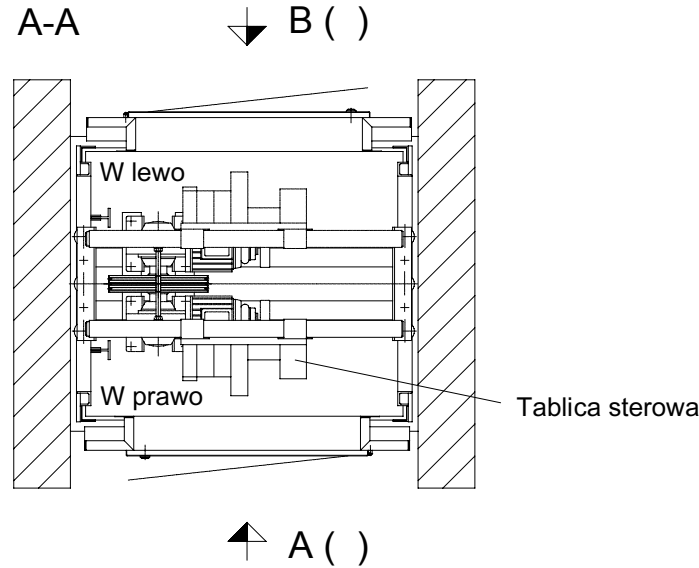 A-A
B ( )
W lewo
W prawo
Tablica sterowa
A ( )